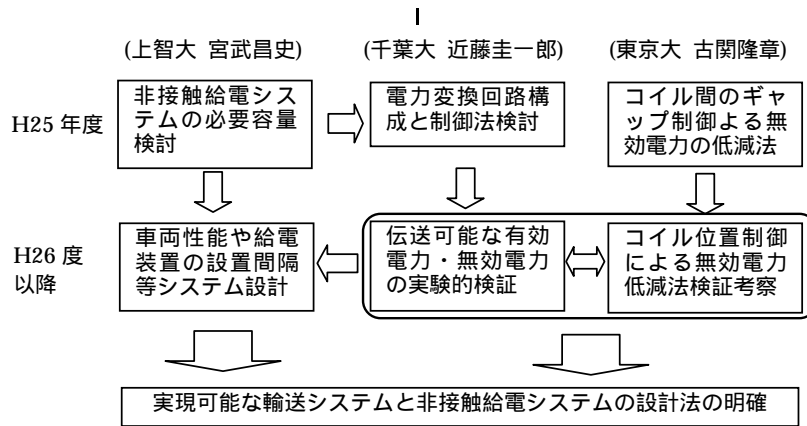 (上智大 宮武昌史)
(千葉大 近藤圭一郎)
(東京大 古関隆章)
H25 年度
非接触給電シス
テムの必要容量
検討
電力変換回路構
成と制御法検討
コイル間のギャ
ップ制御よる無
効電力の低減法
H26 度
以降
車両性能や給電
装置の設置間隔
等システム設計
伝送可能な有効
電力・無効電力
の実験的検証
コイル位置制御
による無効電力
低減法検証考察
実現可能な輸送システムと非接触給電システムの設計法の明確